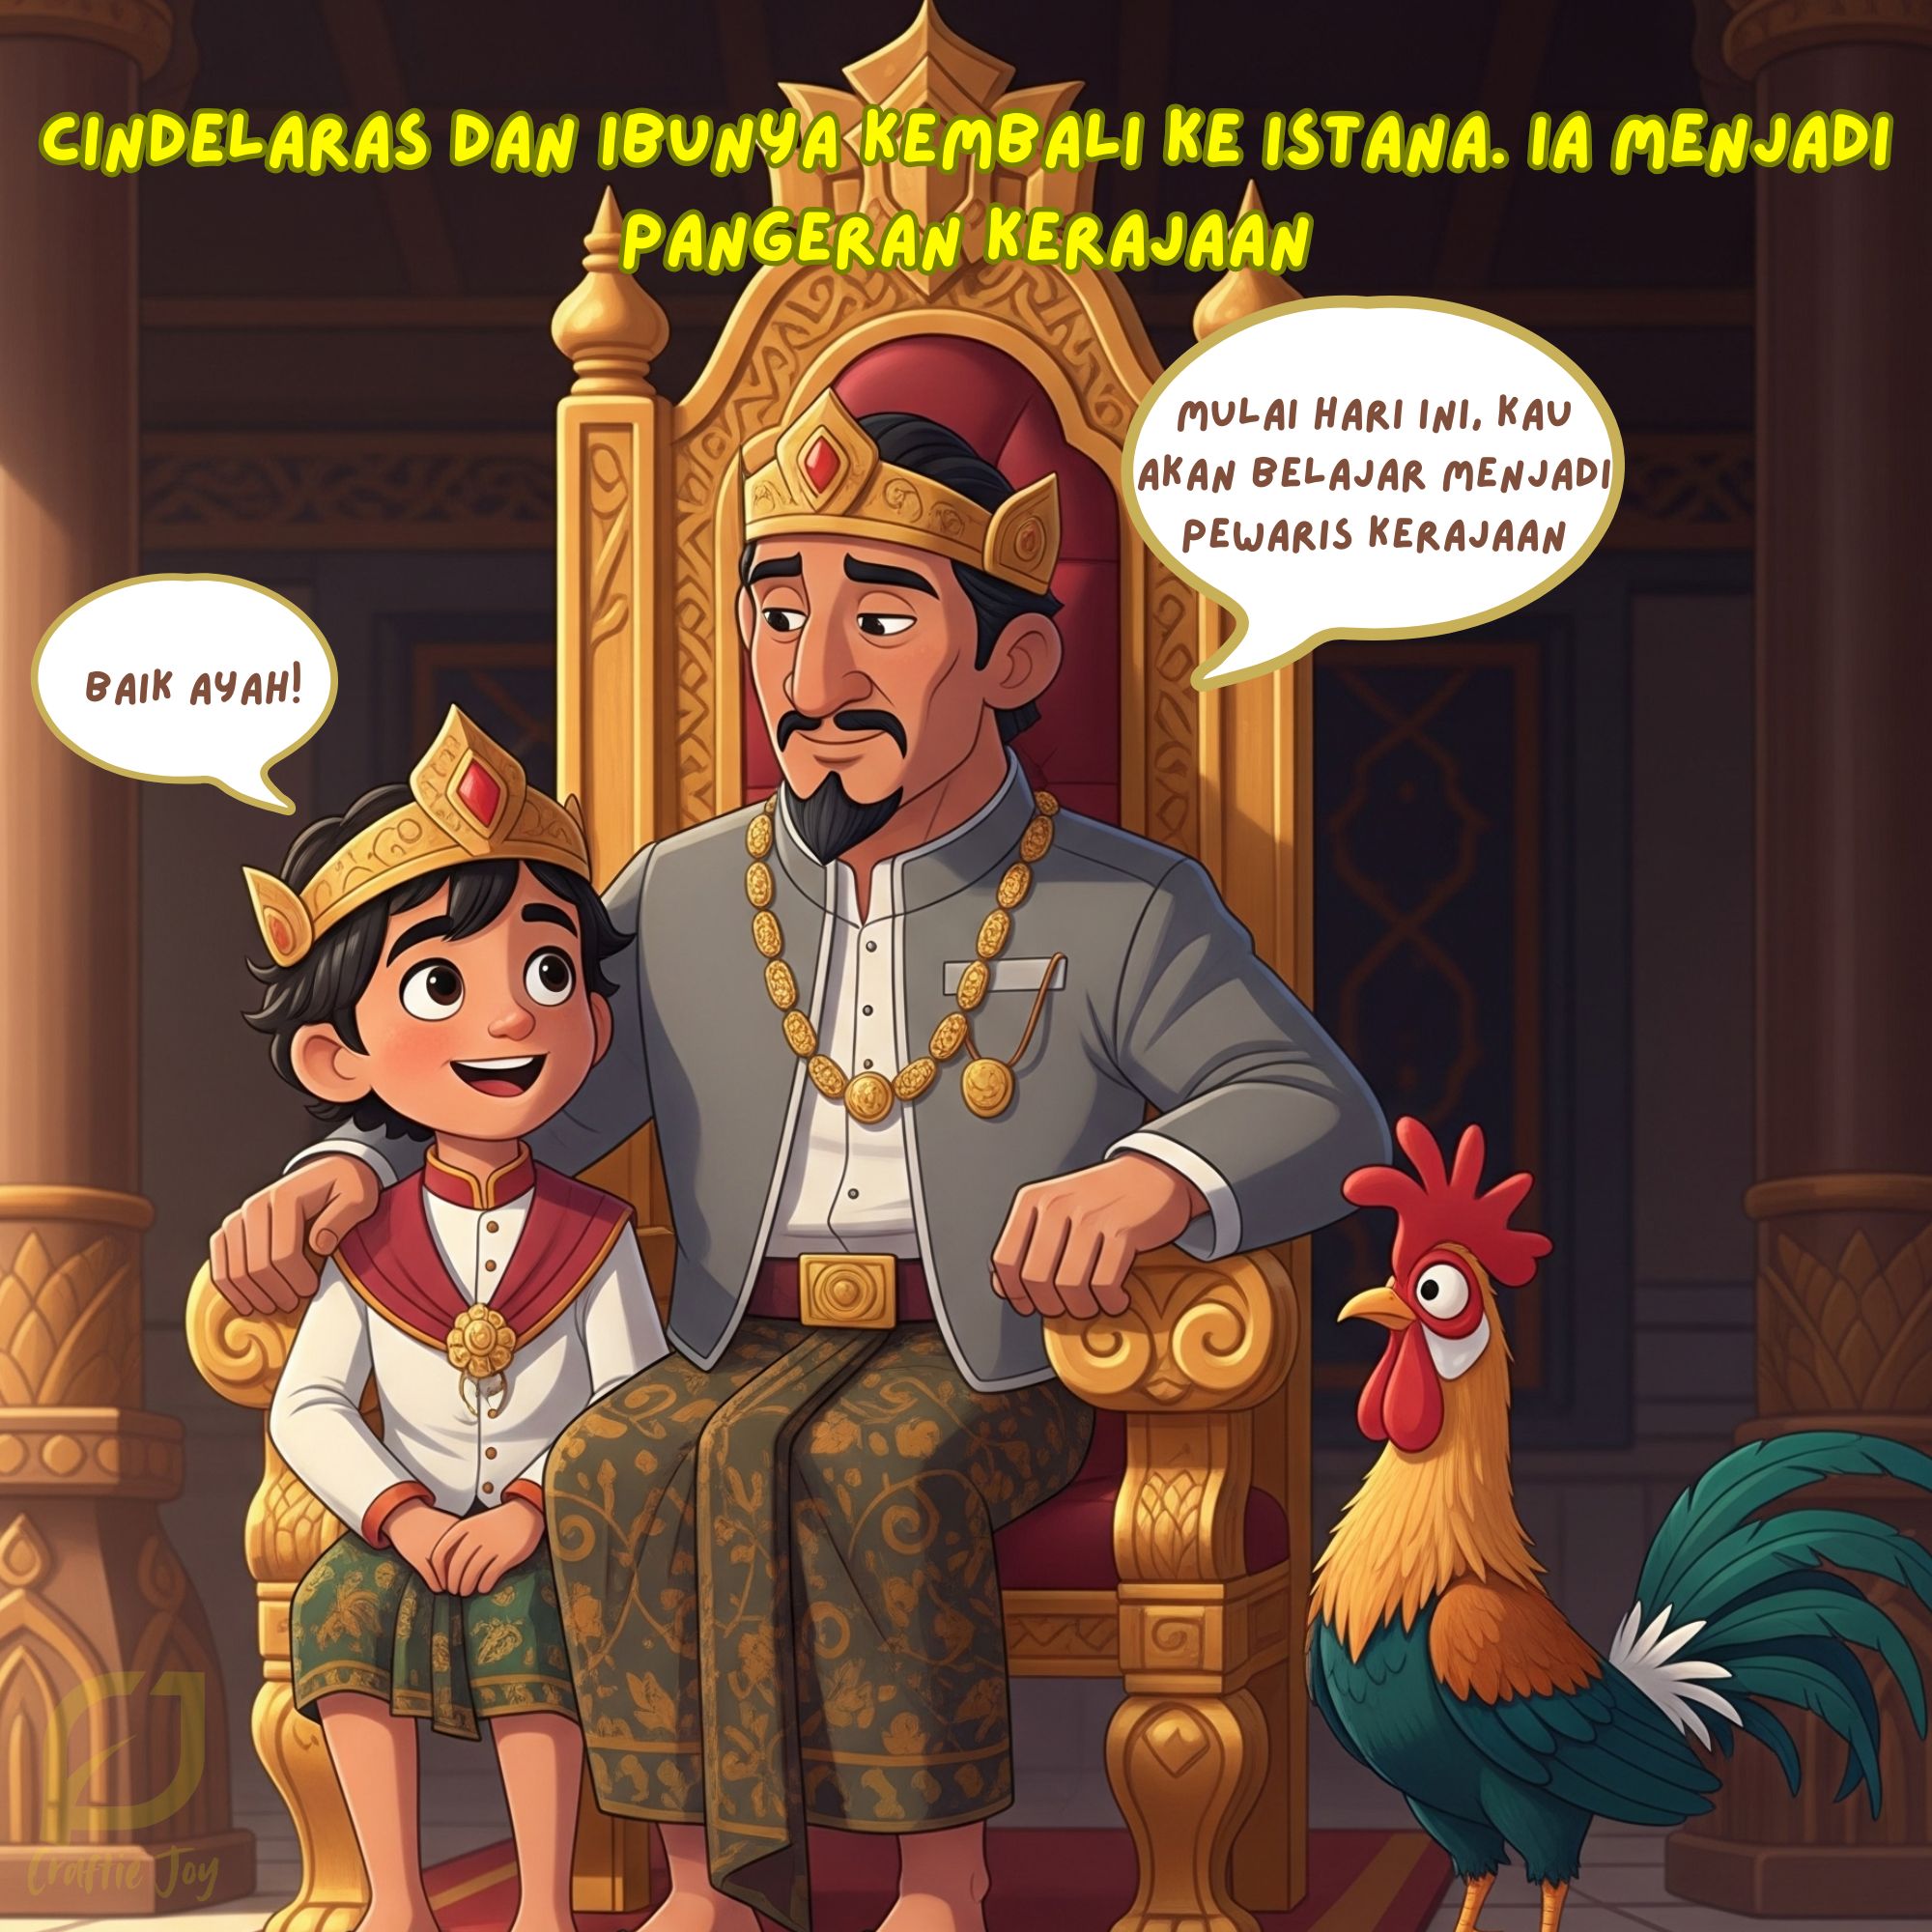 CINDELARAS DAN IBUNYA KEMBALI KE ISTANA. IA MENJADI
PANGERAN KERAJAAN
MULAI HARI INI, KAU
AKAN BELAJAR MENJADI
PEWARIS KERAJAAN
BAIK AYAH!
Craftie Joy